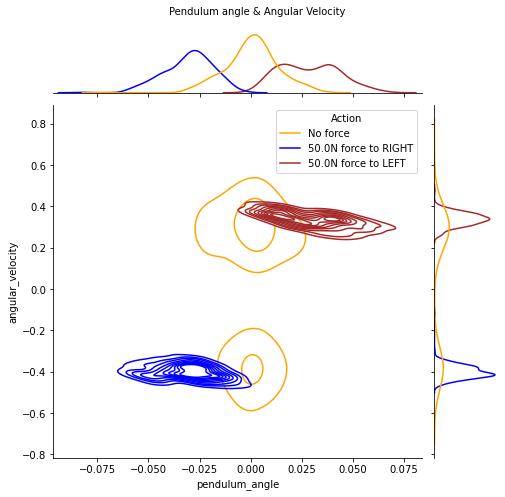 Pendulum angle & Angular Velocity
Action
No force
50.0N force to RIGHT
50.0N force to LEFT
0.8
0.6
0.4
0.2
0.0
−0.2
−0.4
−0.6
−0.8
angular_velocity
−0.075 −0.050 −0.025 0.000 0.025 0.050 0.075
pendulum_angle